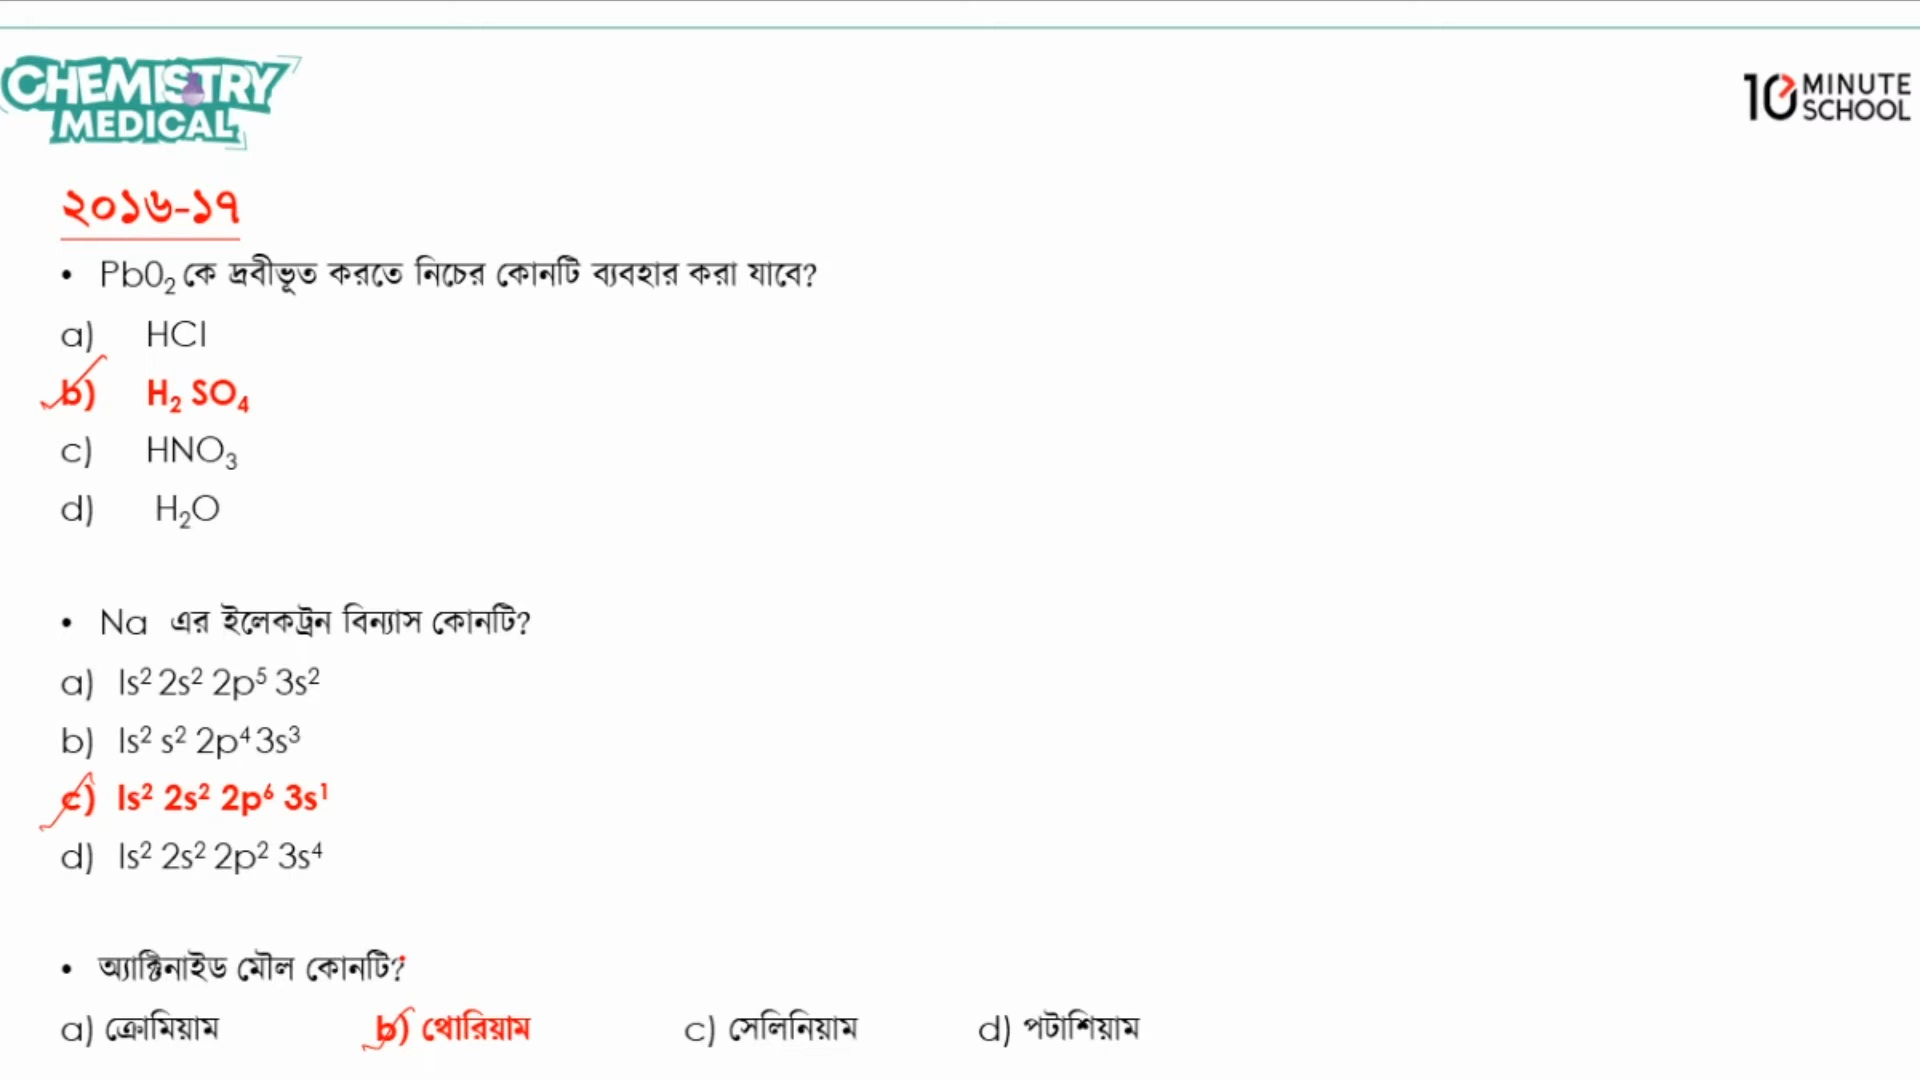 CHEMISTRY
MEDICAL
10 MINUTE
SCHOOL
২০১৬-১৭
• Pb0₂ কে দ্রবীভূত করতে নিচের কোনটি ব্যবহার করা যাবে?
a) HCl
b) H₂ SO₄
c) HNO₃
d) H₂O
• Na এর ইলেকট্রন বিন্যাস কোনটি?
a) ls² 2s² 2p⁵ 3s²
b) ls² s² 2p⁴ 3s³
c) ls² 2s² 2p⁶ 3s¹
d) ls² 2s² 2p² 3s⁴
• অ্যাক্টিনাইড মৌল কোনটি?
a) ক্রোমিয়াম b) থোরিয়াম c) সেলিনিয়াম d) পটাশিয়াম